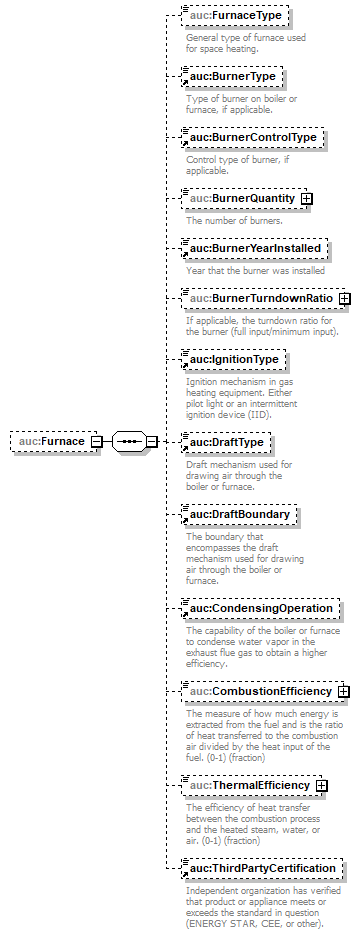 auc:FurnaceType
General type of furnace used
for space heating.
auc:BurnerType
Type of burner on boiler or
furnace, if applicable.
auc:BurnerControlType
Control type of burner, if
applicable.
auc:BurnerQuantity
The number of burners.
auc:BurnerYearInstalled
Year that the burner was installed
auc:BurnerTurndownRatio
If applicable, the turndown ratio for
the burner (full input/minimum input).
auc:IgnitionType
Ignition mechanism in gas
heating equipment. Either
pilot light or an intermittent
ignition device (IID).
auc:Furnace
auc:DraftType
Draft mechanism used for
drawing air through the
boiler or furnace.
auc:DraftBoundary
The boundary that
encompasses the draft
mechanism used for drawing
air through the boiler or
furnace.
auc:CondensingOperation
The capability of the boiler or furnace
to condense water vapor in the
exhaust flue gas to obtain a higher
efficiency.
auc:CombustionEfficiency
The measure of how much energy is
extracted from the fuel and is the ratio
of heat transferred to the combustion
air divided by the heat input of the
fuel. (0-1) (fraction)
auc:ThermalEfficiency
The efficiency of heat transfer
between the combustion process
and the heated steam, water, or
air. (0-1) (fraction)
auc:ThirdPartyCertification
Independent organization has verified
that product or appliance meets or
exceeds the standard in question
(ENERGY STAR, CEE, or other).